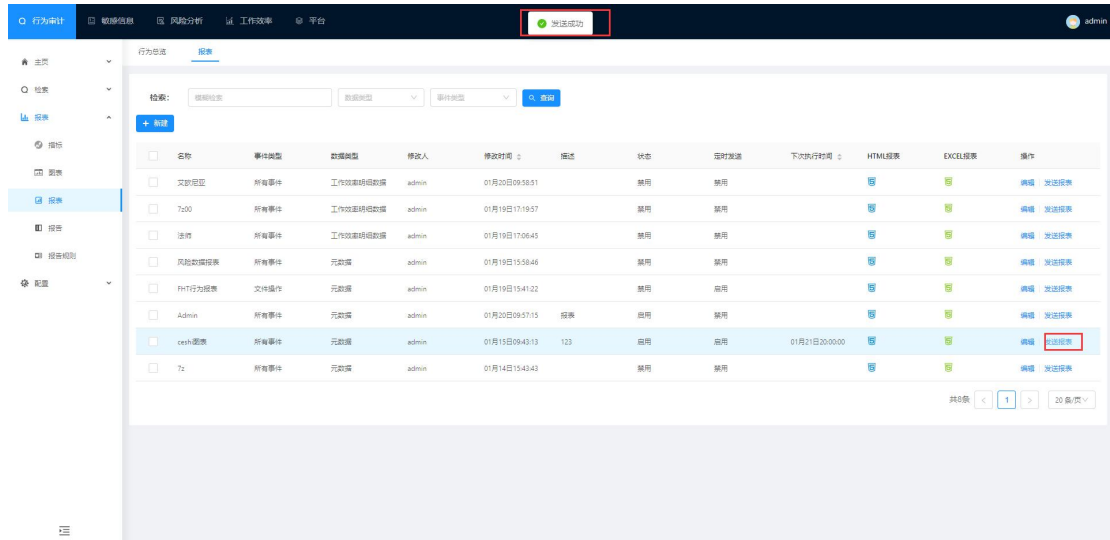 行为审计 敏感信息 风险分析 工作效率 平台 发送成功 admin
行为总览 报表
主页
检索
报表
指标
图表
报表
报告
报告规则
配置
检索: 模糊检索 数据类型 事件类型 查询
+ 新建
名称 事件类型 数据类型 修改人 修改时间 描述 状态 定时发送 下次执行时间 HTML报表 EXCEL报表 操作
艾欧尼亚 所有事件 工作效率明细数据 admin 01月20日09:58:51 禁用 禁用 编辑 发送报表
7z00 所有事件 工作效率明细数据 admin 01月19日17:19:57 禁用 禁用 编辑 发送报表
法师 所有事件 工作效率明细数据 admin 01月19日17:06:45 禁用 禁用 编辑 发送报表
风险数据报表 所有事件 元数据 admin 01月19日15:58:46 禁用 禁用 编辑 发送报表
FHTI行为报表 文件操作 元数据 admin 01月19日15:41:22 禁用 启用 编辑 发送报表
Admin 所有事件 元数据 admin 01月20日09:57:15 报表 启用 禁用 编辑 发送报表
ceshi图表 所有事件 元数据 admin 01月15日09:43:13 123 启用 启用 01月21日20:00:00 编辑 发送报表
7z 所有事件 元数据 admin 01月14日15:43:43 禁用 禁用 编辑 发送报表
共8条 < 1 > 20 条/页